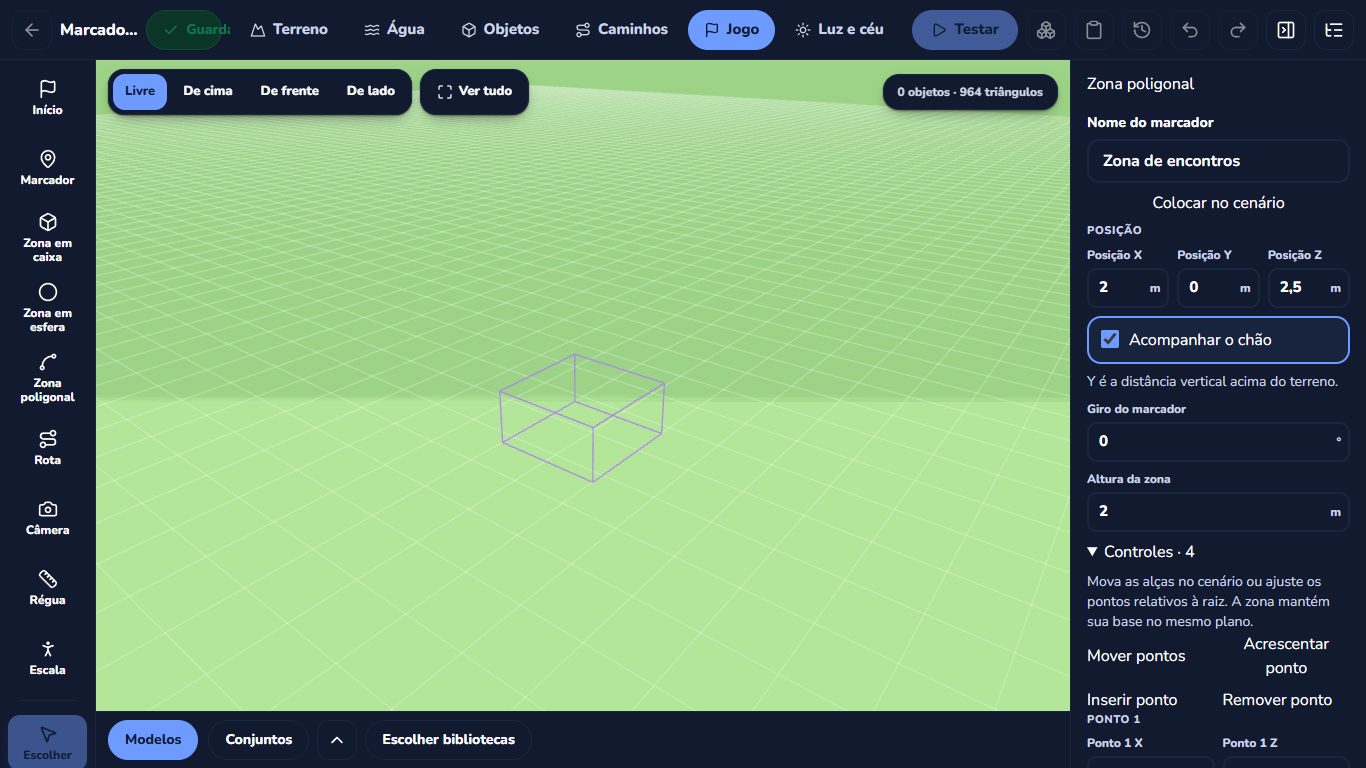 Marcado...
Terreno
Água
Objetos
Caminhos
Jogo
Luz e céu
Testar
Início
Marcador
Zona em
caixa
Zona em
esfera
Zona
poligonal
Rota
Câmera
Régua
Escala
Escolher
Livre
De cima
De frente
De lado
Ver tudo
0 objetos · 964 triângulos
Modelos
Conjuntos
Escolher bibliotecas
Zona poligonal
Nome do marcador
Zona de encontros
Colocar no cenário
POSIÇÃO
Posição X
Posição Y
Posição Z
2 m
0 m
2,5 m
Acompanhar o chão
Y é a distância vertical acima do terreno.
Giro do marcador
0 °
Altura da zona
2 m
Controles · 4
Mova as alças no cenário ou ajuste os
pontos relativos à raiz. A zona mantém
sua base no mesmo plano.
Mover pontos
Acrescentar
ponto
Inserir ponto
Remover ponto
PONTO 1
Ponto 1 X
Ponto 1 Z